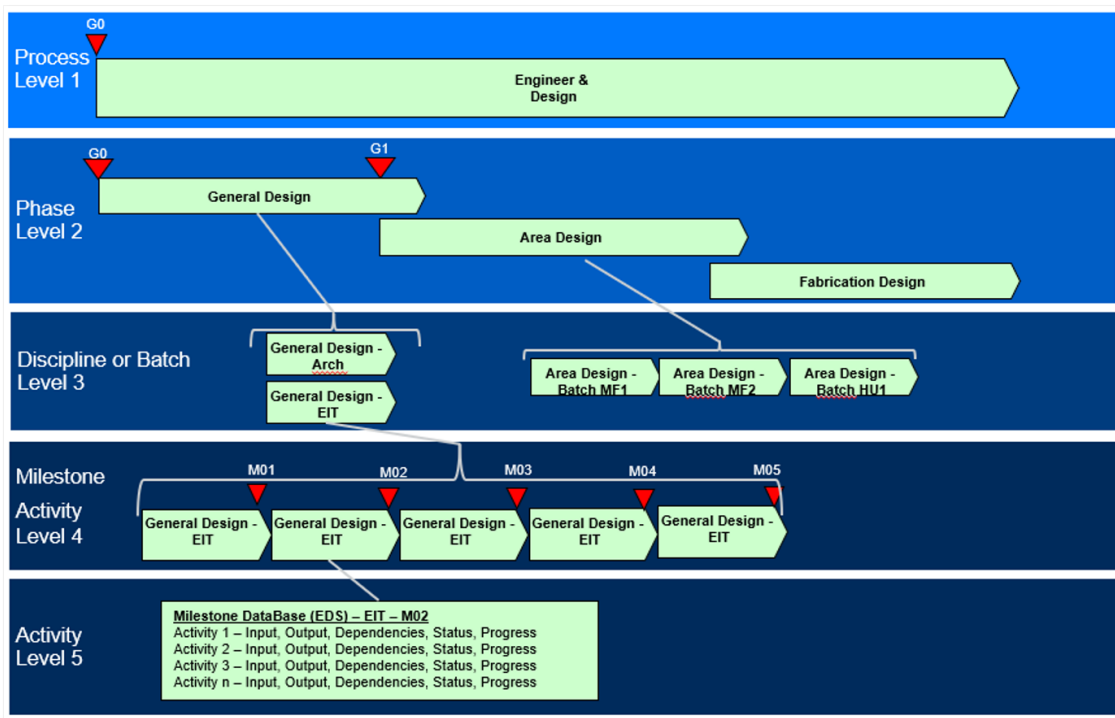 G0
Process
Level 1
Engineer &
Design
G0
G1
Phase
Level 2
General Design
Area Design
Fabrication Design
Discipline or Batch
Level 3
General Design -
Arch
General Design -
EIT
Area Design -
Batch MF1
Area Design -
Batch MF2
Area Design -
Batch HU1
Milestone
M01
M02
M03
M04
M05
Activity
Level 4
General Design -
EIT
General Design -
EIT
General Design -
EIT
General Design -
EIT
General Design -
EIT
Activity
Level 5
Milestone DataBase (EDS) – EIT – M02
Activity 1 – Input, Output, Dependencies, Status, Progress
Activity 2 – Input, Output, Dependencies, Status, Progress
Activity 3 – Input, Output, Dependencies, Status, Progress
Activity n – Input, Output, Dependencies, Status, Progress